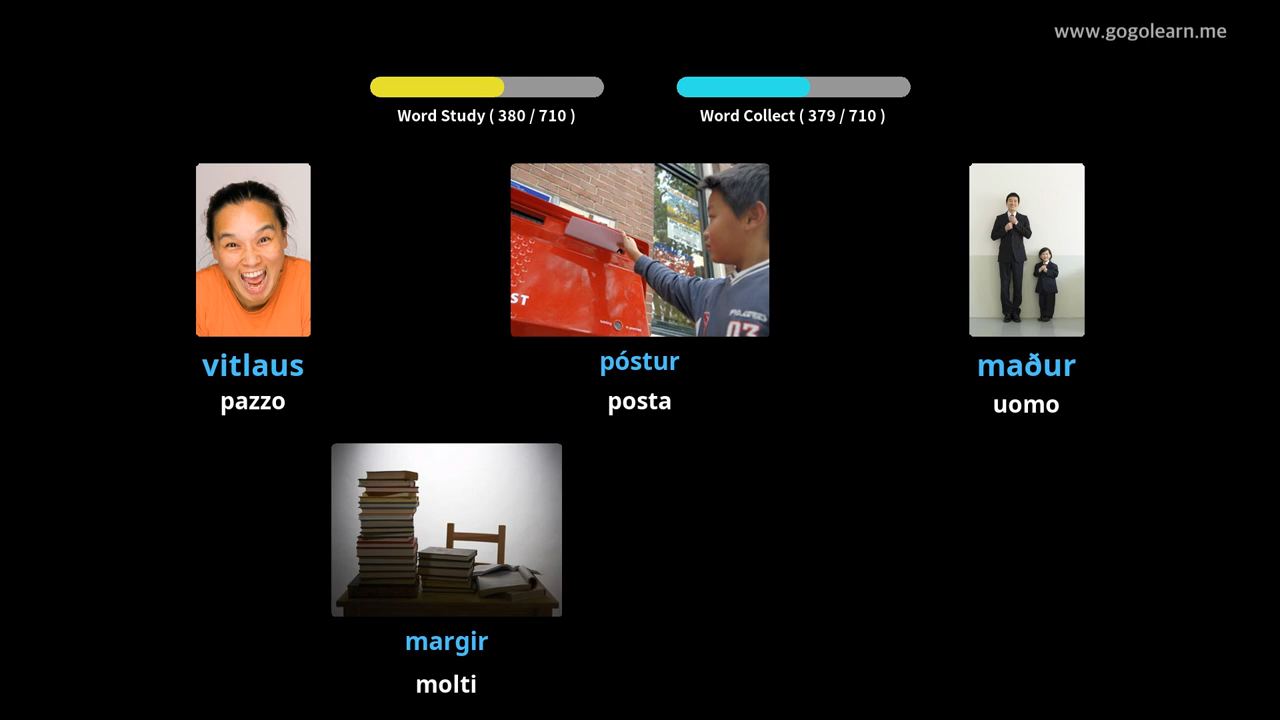 www.gogolearn.me
Word Study ( 380 / 710 )
Word Collect ( 379 / 710 )
ST
vitlaus
póstur
maður
pazzo
posta
uomo
margir
molti